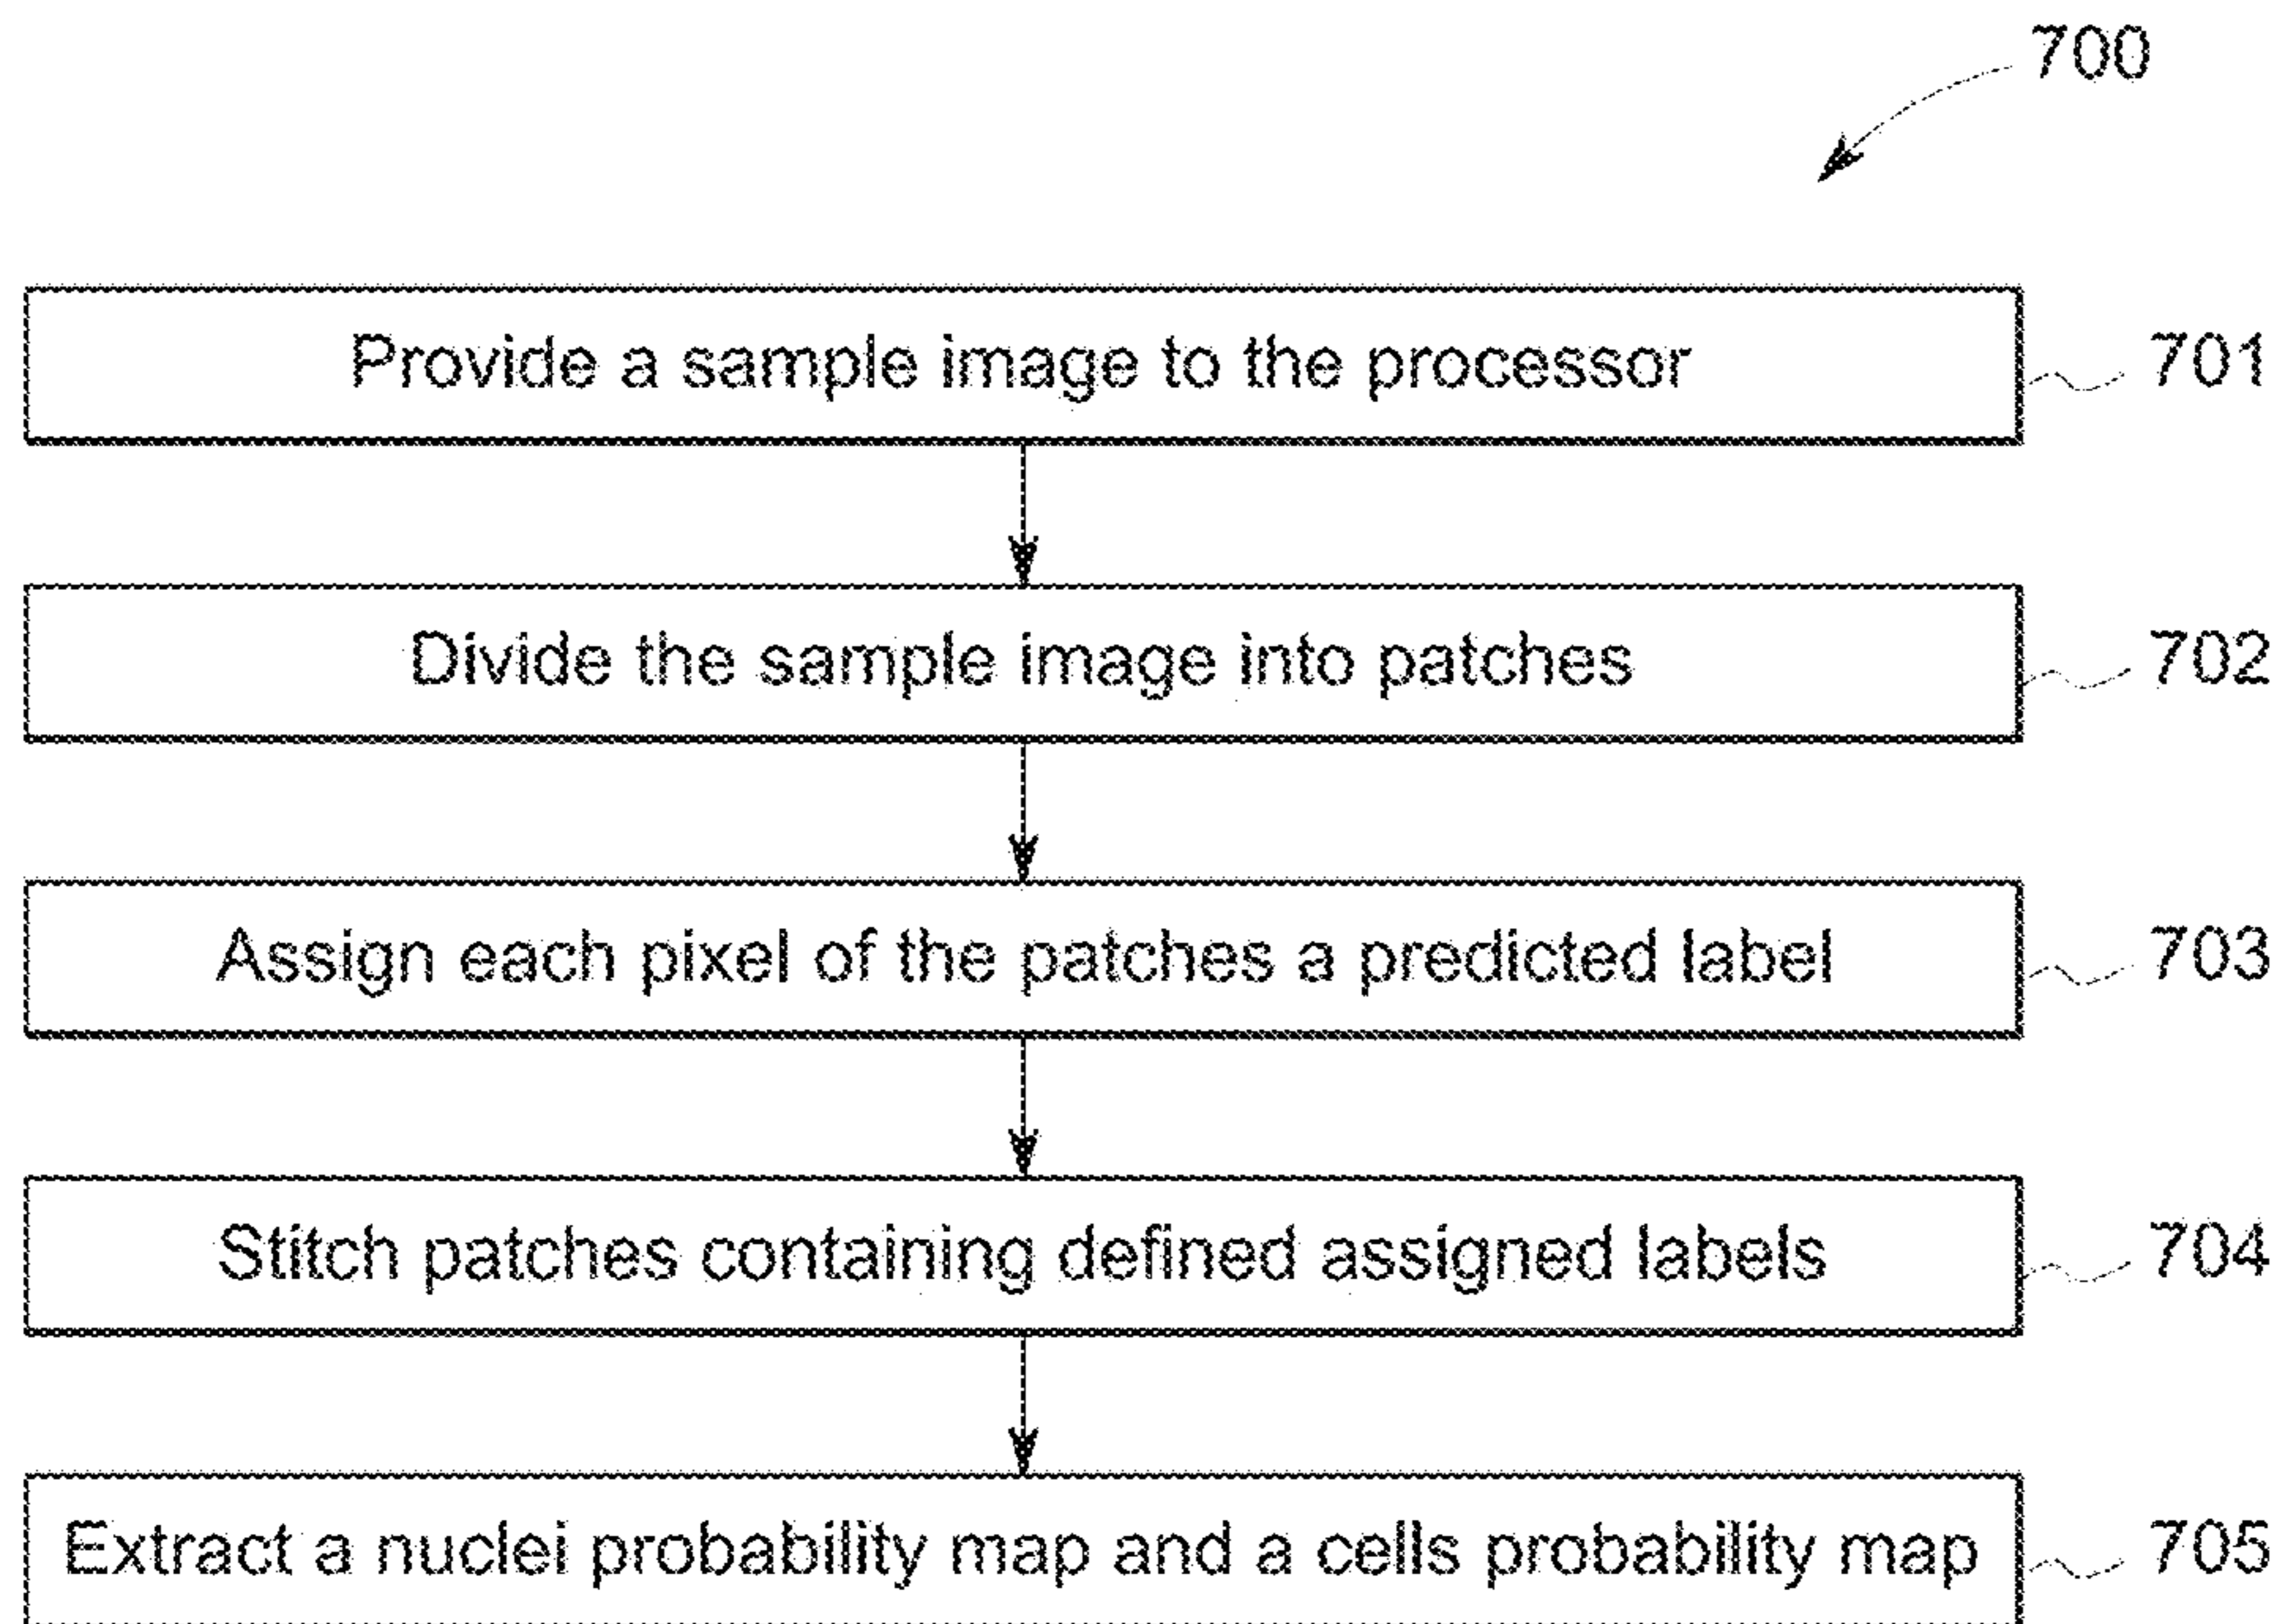 700
Provide a sample image to the processor 701
Divide the sample image into patches 702
Assign each pixel of the patches a predicted label 703
Stitch patches containing defined assigned labels 704
Extract a nuclei probability map and a cells probability map 705